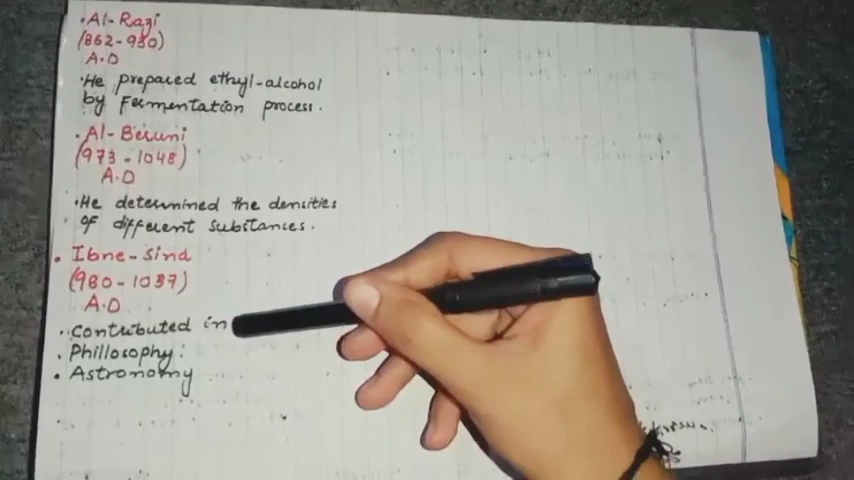 • Al-Razi
(862-930)
A.D
• He prepared ethyl-alcohol
by Fermentation process.
• Al-Beruni
(973-1048)
A.D
• He determined the densities
of different substances.
• Ibne-Sina
(980-1037)
A.D
• Contributed in
• Phillosophy:
• Astronomy